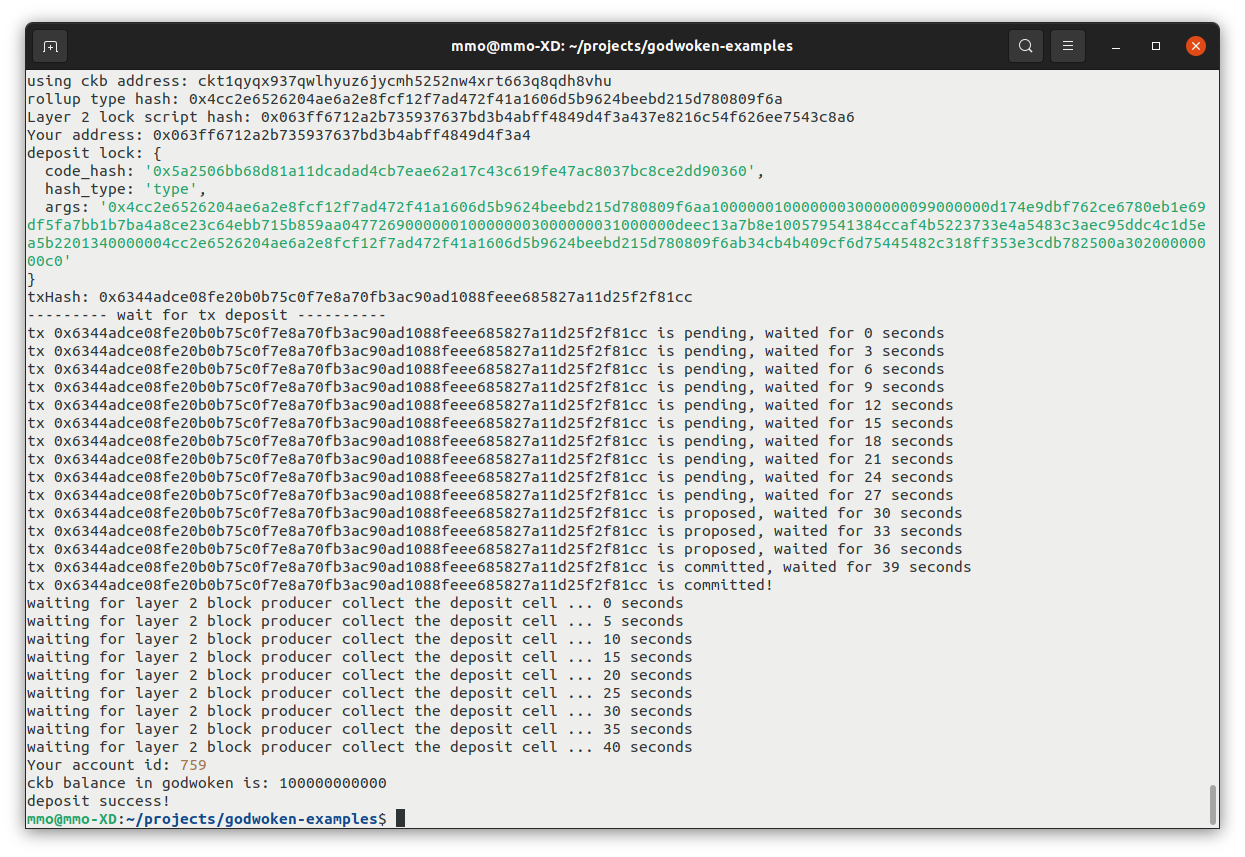 mmo@mmo-XD: ~/projects/godwoken-examples
using ckb address: ckt1qyqx937qwlhyuz6jycmh5252nw4xrt663q8qdh8vhu
rollup type hash: 0x4cc2e6526204ae6a2e8fcf12f7ad472f41a1606d5b9624beebd215d780809f6a
Layer 2 lock script hash: 0x063ff6712a2b735937637bd3b4abff4849d4f3a437e8216c54f626ee7543c8a6
Your address: 0x063ff6712a2b735937637bd3b4abff4849d4f3a4
deposit lock: {
  code_hash: '0x5a2506bb68d81a11dcadad4cb7eae62a17c43c619fe47ac8037bc8ce2dd90360',
  hash_type: 'type',
  args: '0x4cc2e6526204ae6a2e8fcf12f7ad472f41a1606d5b9624beebd215d780809f6aa10000001000000030000000990000000d174e9dbf762ce6780eb1e69
df5fa7bb1b7ba4a8ce23c64ebb715b859aa04772690000000100000003000000031000000deec13a7b8e100579541384ccaf4b5223733e4a5483c3aec95ddc4c1d5e
a5b2201340000004cc2e6526204ae6a2e8fcf12f7ad472f41a1606d5b9624beebd215d780809f6ab34cb4b409cf6d75445482c318ff353e3cdb782500a302000000
00c0'
}
txHash: 0x6344adce08fe20b0b75c0f7e8a70fb3ac90ad1088feee685827a11d25f2f81cc
--------- wait for tx deposit ----------
tx 0x6344adce08fe20b0b75c0f7e8a70fb3ac90ad1088feee685827a11d25f2f81cc is pending, waited for 0 seconds
tx 0x6344adce08fe20b0b75c0f7e8a70fb3ac90ad1088feee685827a11d25f2f81cc is pending, waited for 3 seconds
tx 0x6344adce08fe20b0b75c0f7e8a70fb3ac90ad1088feee685827a11d25f2f81cc is pending, waited for 6 seconds
tx 0x6344adce08fe20b0b75c0f7e8a70fb3ac90ad1088feee685827a11d25f2f81cc is pending, waited for 9 seconds
tx 0x6344adce08fe20b0b75c0f7e8a70fb3ac90ad1088feee685827a11d25f2f81cc is pending, waited for 12 seconds
tx 0x6344adce08fe20b0b75c0f7e8a70fb3ac90ad1088feee685827a11d25f2f81cc is pending, waited for 15 seconds
tx 0x6344adce08fe20b0b75c0f7e8a70fb3ac90ad1088feee685827a11d25f2f81cc is pending, waited for 18 seconds
tx 0x6344adce08fe20b0b75c0f7e8a70fb3ac90ad1088feee685827a11d25f2f81cc is pending, waited for 21 seconds
tx 0x6344adce08fe20b0b75c0f7e8a70fb3ac90ad1088feee685827a11d25f2f81cc is pending, waited for 24 seconds
tx 0x6344adce08fe20b0b75c0f7e8a70fb3ac90ad1088feee685827a11d25f2f81cc is pending, waited for 27 seconds
tx 0x6344adce08fe20b0b75c0f7e8a70fb3ac90ad1088feee685827a11d25f2f81cc is proposed, waited for 30 seconds
tx 0x6344adce08fe20b0b75c0f7e8a70fb3ac90ad1088feee685827a11d25f2f81cc is proposed, waited for 33 seconds
tx 0x6344adce08fe20b0b75c0f7e8a70fb3ac90ad1088feee685827a11d25f2f81cc is proposed, waited for 36 seconds
tx 0x6344adce08fe20b0b75c0f7e8a70fb3ac90ad1088feee685827a11d25f2f81cc is committed, waited for 39 seconds
tx 0x6344adce08fe20b0b75c0f7e8a70fb3ac90ad1088feee685827a11d25f2f81cc is committed!
waiting for layer 2 block producer collect the deposit cell ... 0 seconds
waiting for layer 2 block producer collect the deposit cell ... 5 seconds
waiting for layer 2 block producer collect the deposit cell ... 10 seconds
waiting for layer 2 block producer collect the deposit cell ... 15 seconds
waiting for layer 2 block producer collect the deposit cell ... 20 seconds
waiting for layer 2 block producer collect the deposit cell ... 25 seconds
waiting for layer 2 block producer collect the deposit cell ... 30 seconds
waiting for layer 2 block producer collect the deposit cell ... 35 seconds
waiting for layer 2 block producer collect the deposit cell ... 40 seconds
Your account id: 759
ckb balance in godwoken is: 100000000000
deposit success!
mmo@mmo-XD:~/projects/godwoken-examples$